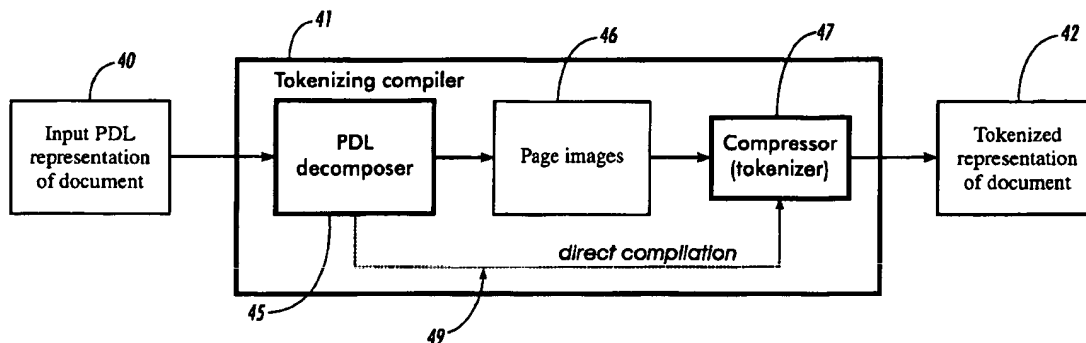 40
41
46
47
42
Tokenizing compiler
Input PDL
representation
of document
PDL
decomposer
Page images
Compressor
(tokenizer)
Tokenized
representation
of document
direct compilation
45
49